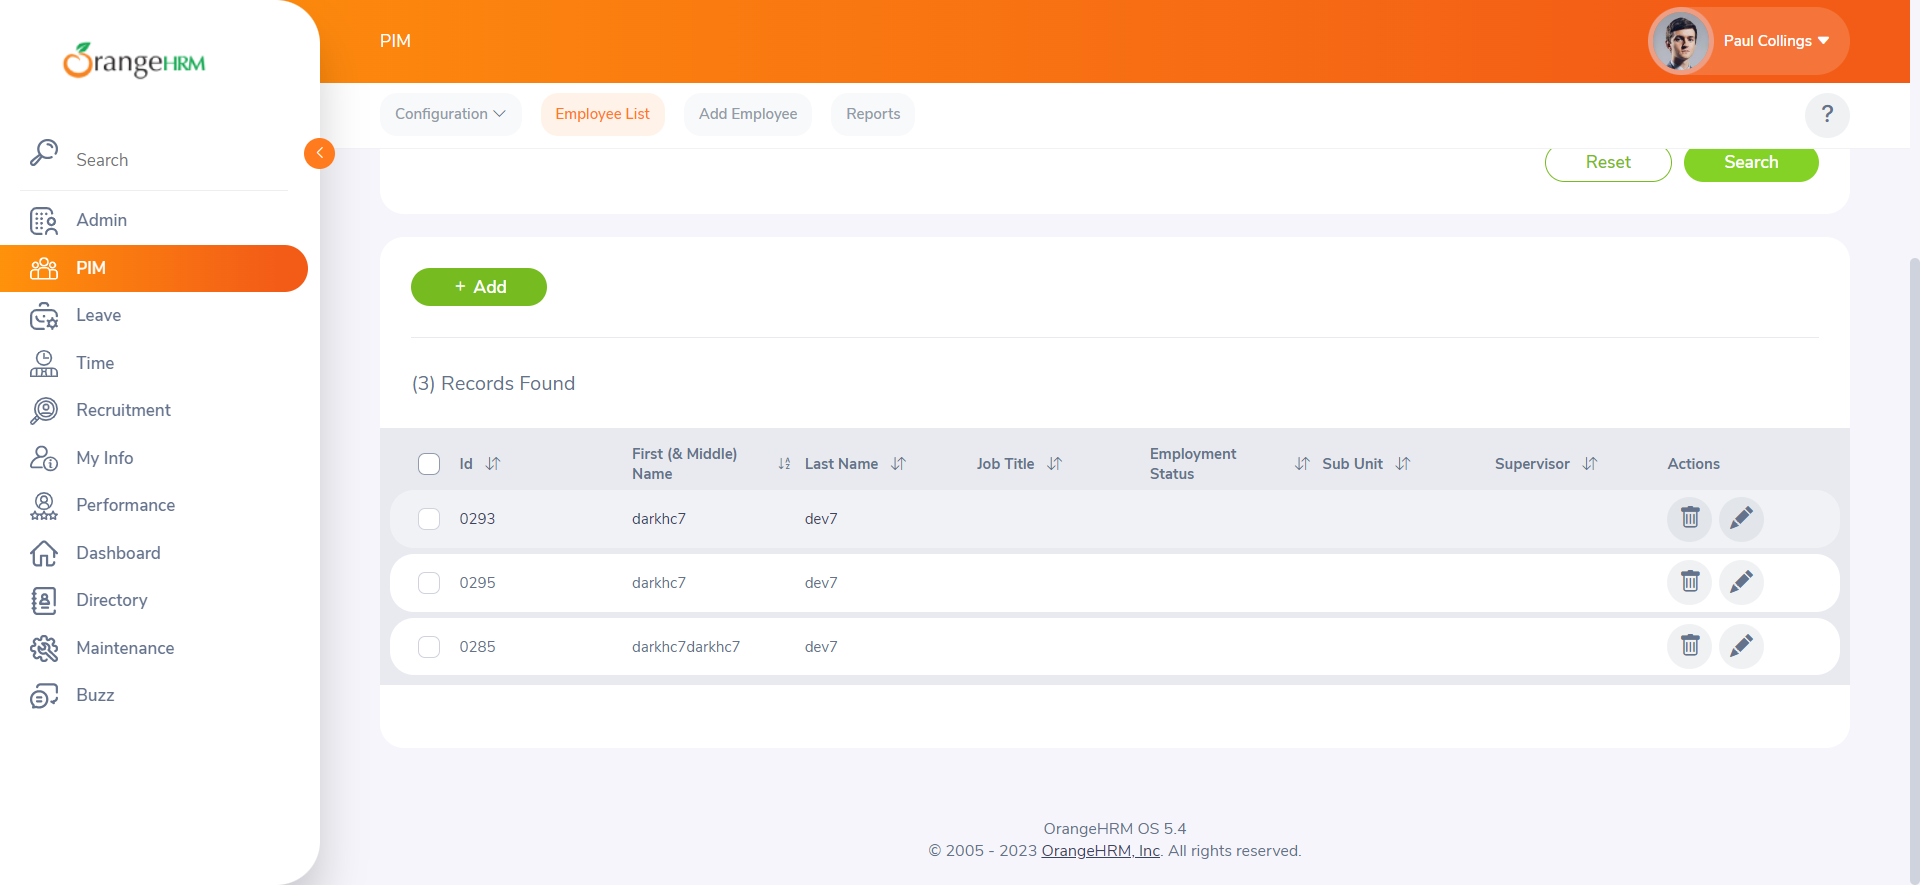 OrangeHRM
Search
Admin
PIM
Leave
Time
Recruitment
My Info
Performance
Dashboard
Directory
Maintenance
Buzz
PIM
Paul Collings
Configuration
Employee List
Add Employee
Reports
?
Reset
Search
+ Add
(3) Records Found
Id
First (& Middle) Name
Last Name
Job Title
Employment Status
Sub Unit
Supervisor
Actions
0293 darkhc7 dev7
0295 darkhc7 dev7
0285 darkhc7darkhc7 dev7
OrangeHRM OS 5.4
© 2005 - 2023 OrangeHRM, Inc. All rights reserved.